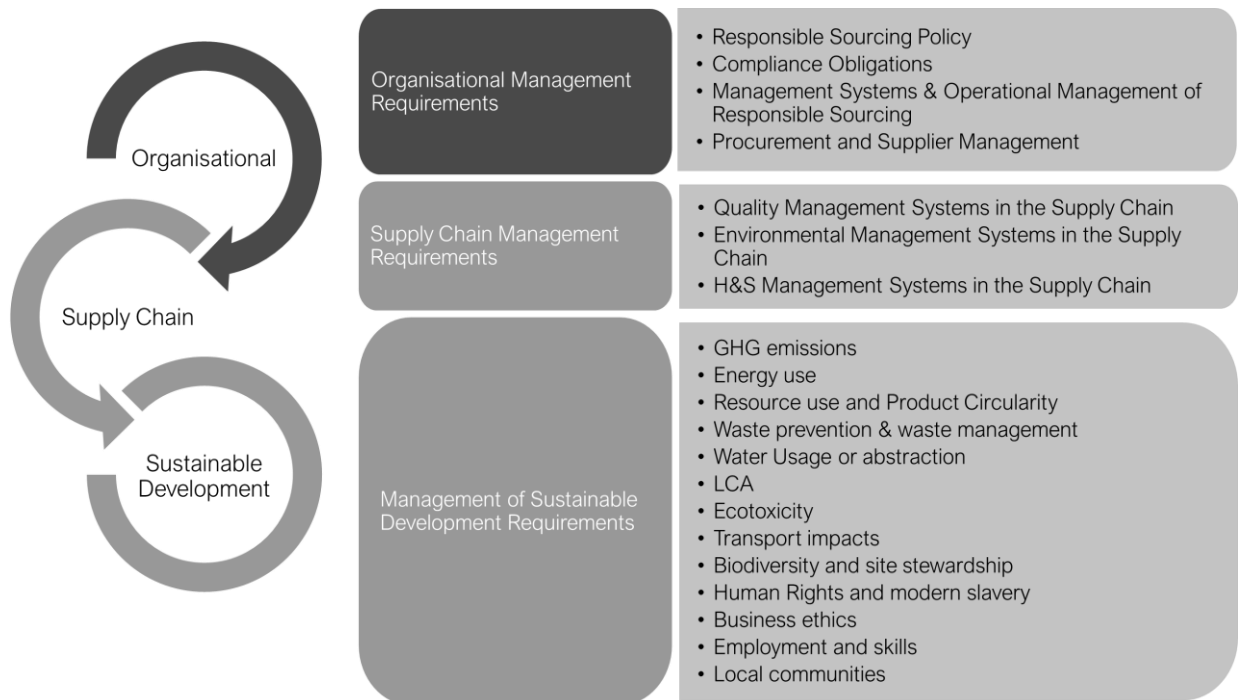 Organisational
Supply Chain
Sustainable
Development
Organisational Management
Requirements
• Responsible Sourcing Policy
• Compliance Obligations
• Management Systems & Operational Management of
Responsible Sourcing
• Procurement and Supplier Management
Supply Chain Management
Requirements
• Quality Management Systems in the Supply Chain
• Environmental Management Systems in the Supply
Chain
• H&S Management Systems in the Supply Chain
Management of Sustainable
Development Requirements
• GHG emissions
• Energy use
• Resource use and Product Circularity
• Waste prevention & waste management
• Water Usage or abstraction
• LCA
• Ecotoxicity
• Transport impacts
• Biodiversity and site stewardship
• Human Rights and modern slavery
• Business ethics
• Employment and skills
• Local communities